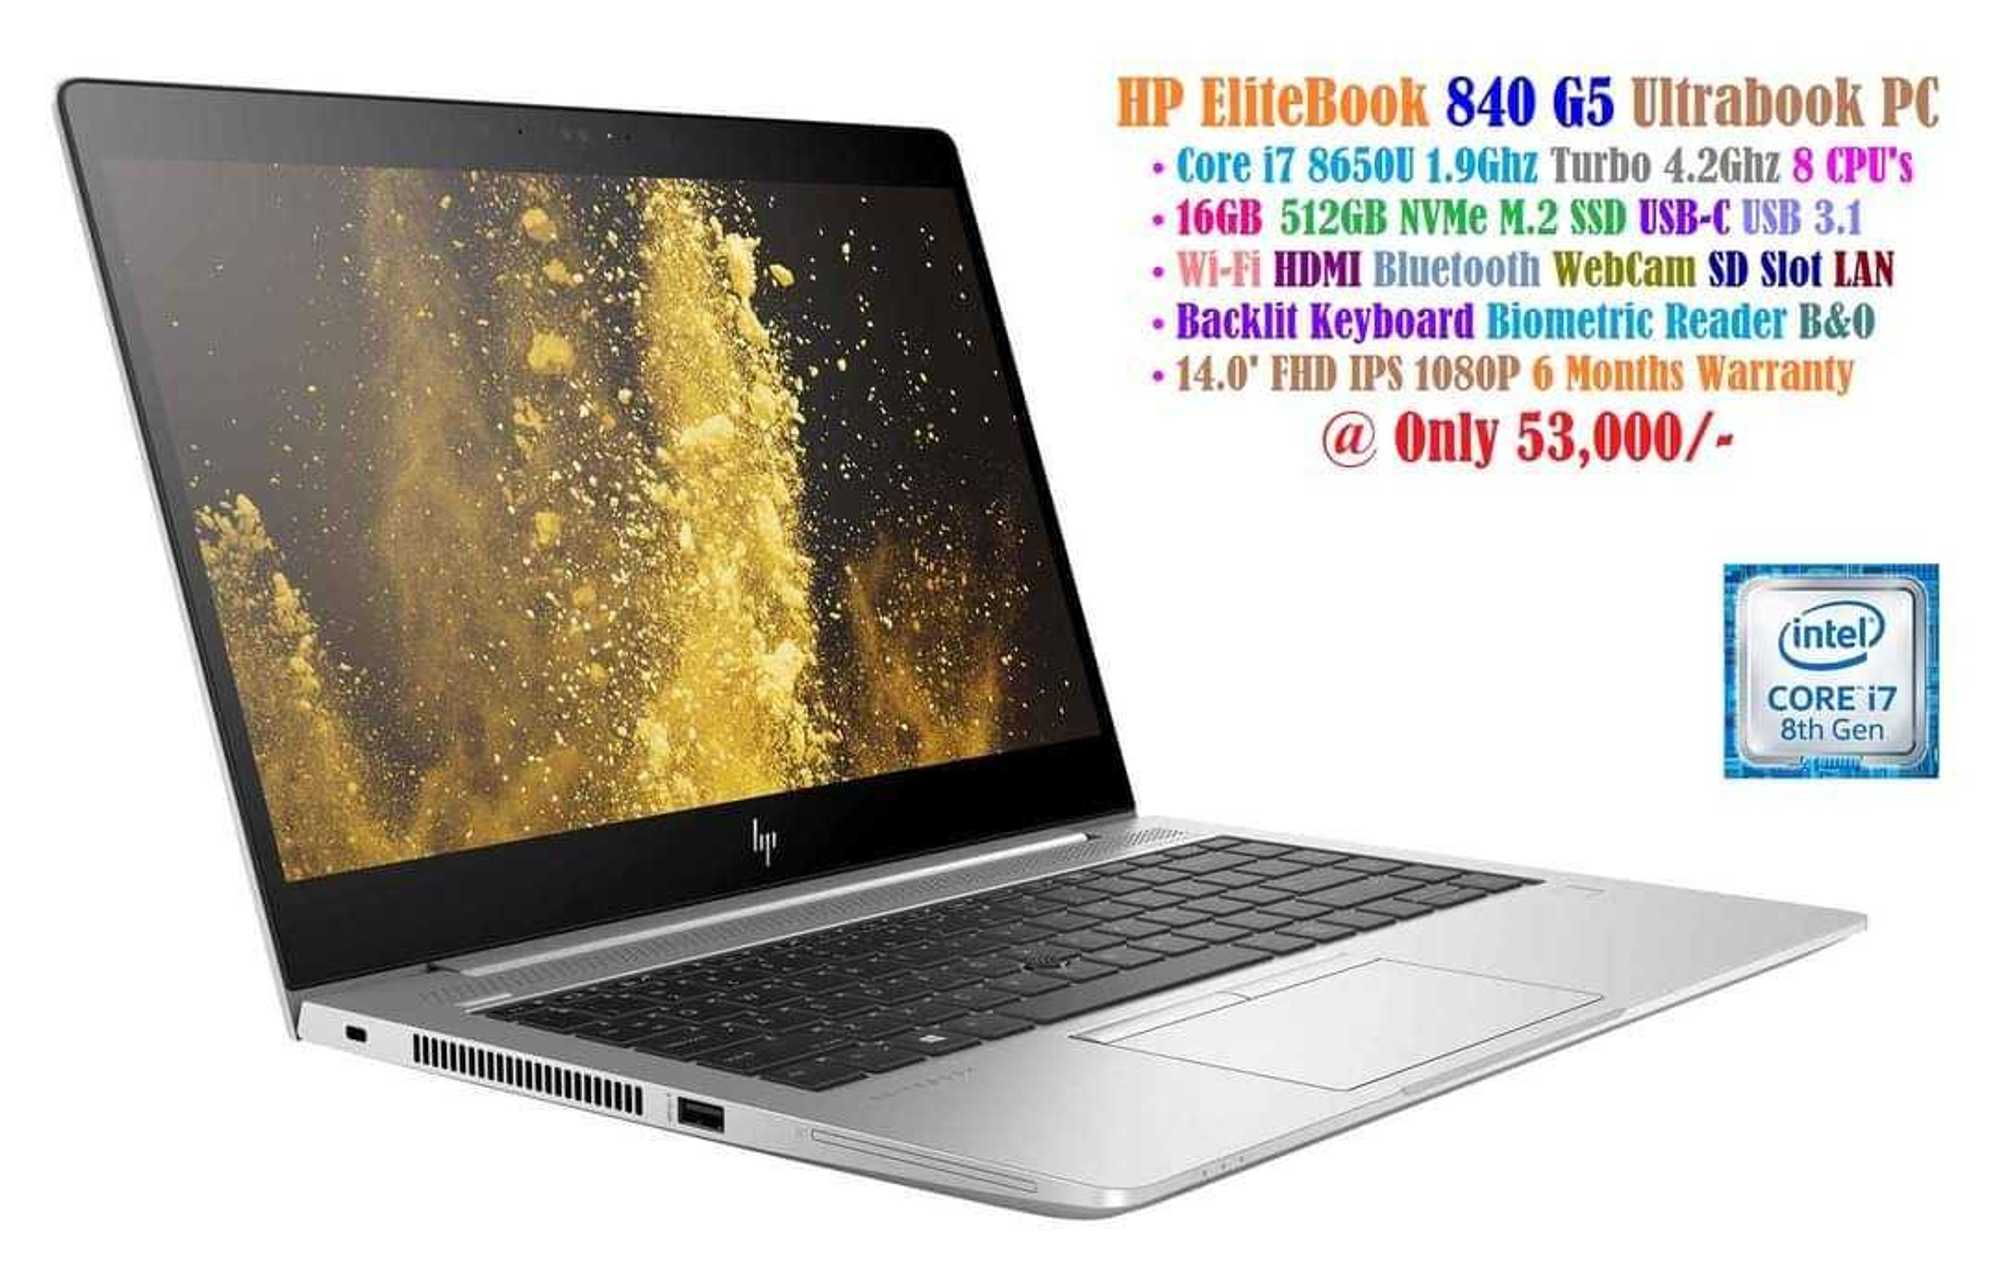 HP EliteBook 840 G5 Ultrabook PC
• Core i7 8650U 1.9Ghz Turbo 4.2Ghz 8 CPU's
• 16GB 512GB NVMe M.2 SSD USB-C USB 3.1
• Wi-Fi HDMI Bluetooth WebCam SD Slot LAN
• Backlit Keyboard Biometric Reader B&O
• 14.0" FHD IPS 1080P 6 Months Warranty
@ Only 53,000/-
intel
CORE™ i7
8th Gen
hp